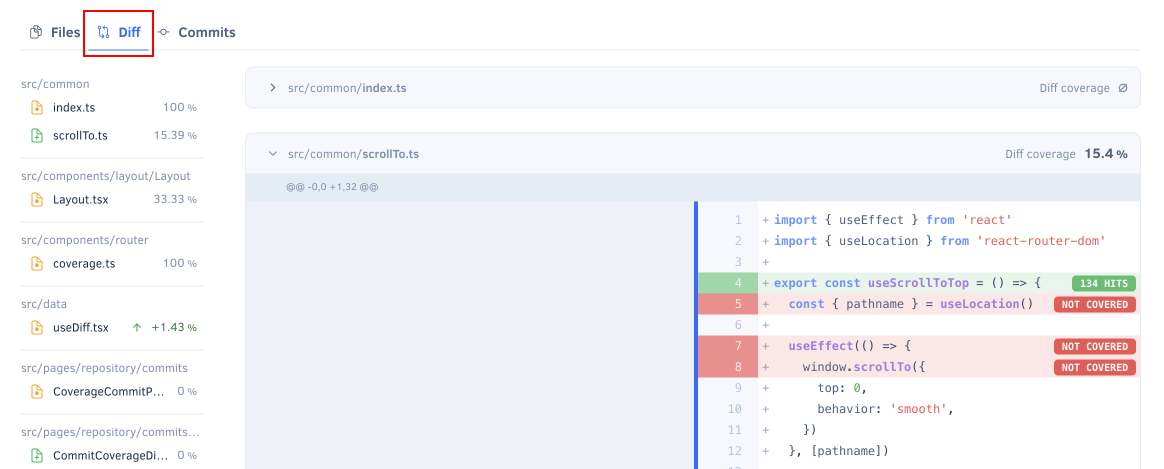 Files Diff Commits
src/common
index.ts 100 %
scrollTo.ts 15.39 %
src/components/layout/Layout
Layout.tsx 33.33 %
src/components/router
coverage.ts 100 %
src/data
useDiff.tsx ↑ +1.43 %
src/pages/repository/commits
CoverageCommitP... 0 %
src/pages/repository/commits...
CommitCoverageDi... 0 %
src/common/index.ts Diff coverage ∅
src/common/scrollTo.ts Diff coverage 15.4 %
@@ -0,0 +1,32 @@
1 + import { useEffect } from 'react'
2 + import { useLocation } from 'react-router-dom'
3 +
4 + export const useScrollToTop = () => { 134 HITS
5 + const { pathname } = useLocation() NOT COVERED
6 +
7 + useEffect(() => { NOT COVERED
8 + window.scrollTo({ NOT COVERED
9 + top: 0,
10 + behavior: 'smooth',
11 + })
12 + }, [pathname])